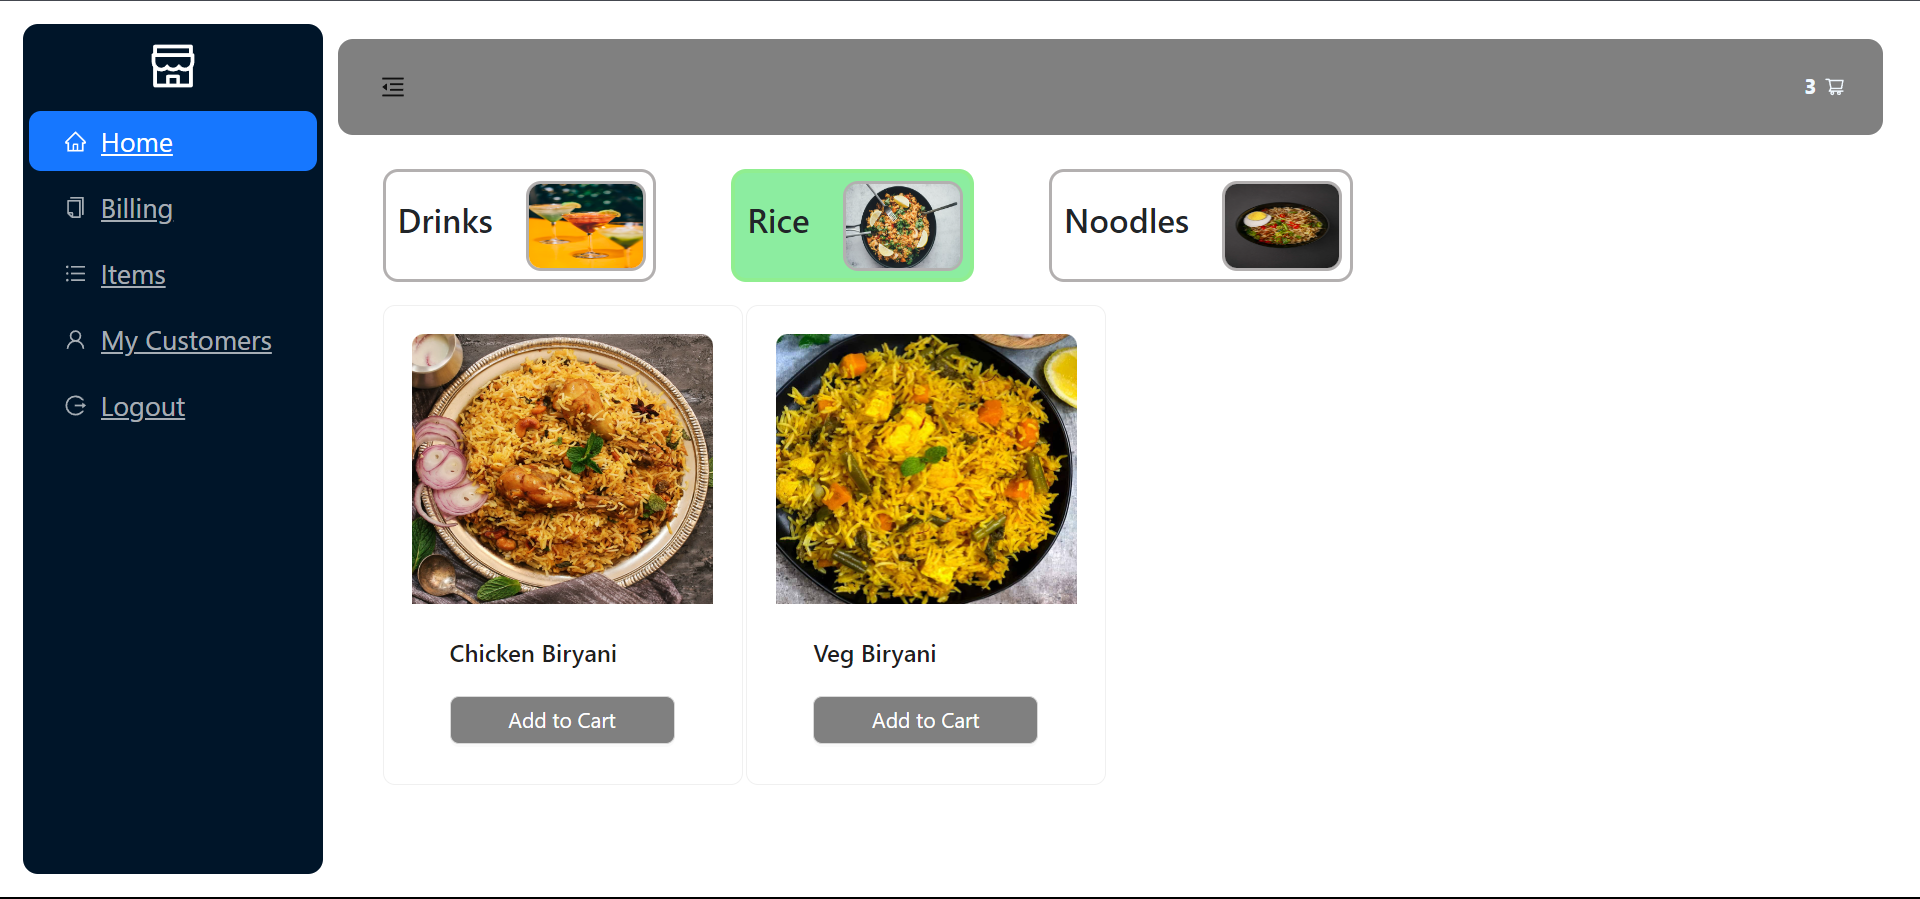 Home
Billing
Items
My Customers
Logout
3
Drinks
Rice
Noodles
Chicken Biryani
Veg Biryani
Add to Cart
Add to Cart